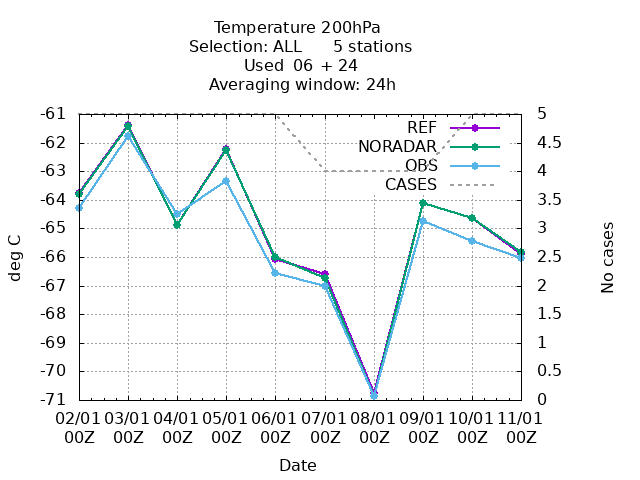 Temperature 200hPa
Selection: ALL 5 stations
Used 06 + 24
Averaging window: 24h
-61
-62
-63
-64
-65
-66
-67
-68
-69
-70
-71
deg C
REF
NORADAR
OBS
CASES
5
4.5
4
3.5
3
2.5
2
1.5
1
0.5
0
No cases
02/01 03/01 04/01 05/01 06/01 07/01 08/01 09/01 10/01 11/01
00Z 00Z 00Z 00Z 00Z 00Z 00Z 00Z 00Z 00Z
Date